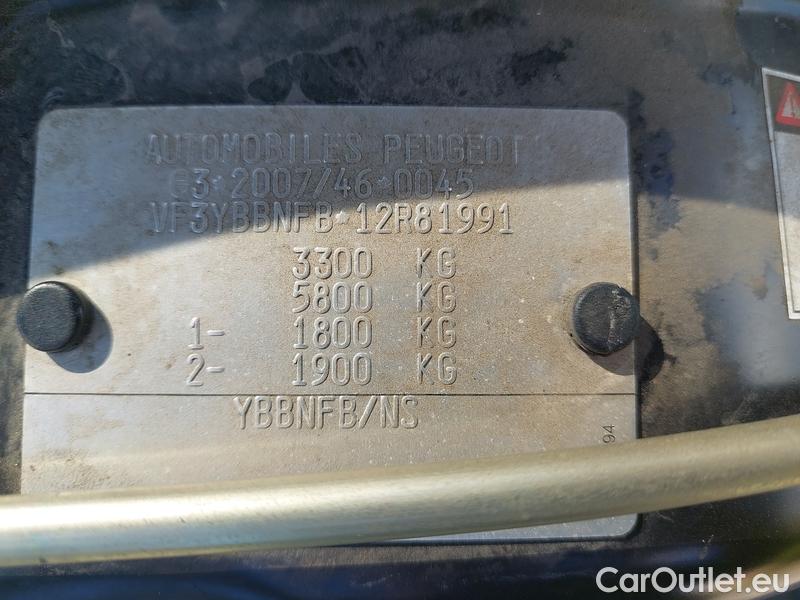 AUTOMOBILES PEUGEOT
e3*2007/46*0045
VF3YBBNFB*12R81991
3300 KG
5800 KG
1- 1800 KG
2- 1900 KG
YBBNFB/NS
94
CarOutlet.eu